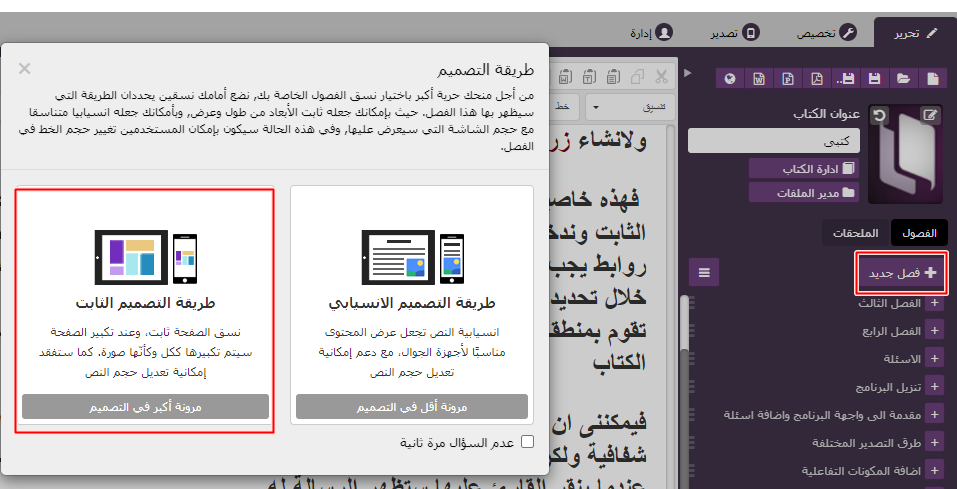 تحرير
تخصيص
تصدير
إدارة
عنوان الكتاب
كتبي
ادارة الكتاب
مدير الملفات
الفصول
الملحقات
فصل جديد
الفصل الثالث
الفصل الرابع
الاسئلة
تنزيل البرنامج
مقدمة الى واجهة البرنامج واضافة اسئلة
طرق التصدير المختلفة
اضافة المكونات التفاعلية
تنسيق
خط
ولانشاء زر
فهذه خاص
الثابت وندخ
روابط يجب
خلال تحديد
تقوم بمنطق
الكتاب
فيمكننى ان
شفافية ولك
عندما ينقر القارئ عليها ستظهر الرسالة له
طريقة التصميم
من أجل منحك حرية أكبر باختيار نسق الفصول الخاصة بك, نضع أمامك نسقين يحددان الطريقة التي
سيظهر بها هذا الفصل. حيث بإمكانك جعله ثابت الأبعاد من طول وعرض, وبأمكانك جعله انسيابيا متناسقا
مع حجم الشاشة التي سيعرض عليها, وفي هذه الحالة سيكون بإمكان المستخدمين تغيير حجم الخط في
الفصل.
طريقة التصميم الانسيابي
انسيابية النص تجعل عرض المحتوى
مناسبًا لأجهزة الجوال، مع دعم إمكانية
تعديل حجم النص
مرونة أقل في التصميم
طريقة التصميم الثابت
نسق الصفحة ثابت، وعند تكبير الصفحة
سيتم تكبيرها ككل وكأنّها صورة، كما ستفقد
إمكانية تعديل حجم النص
مرونة أكبر في التصميم
عدم السؤال مرة ثانية